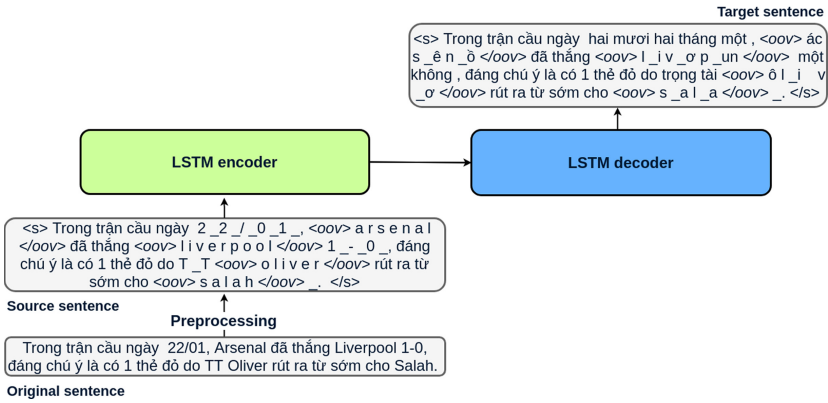 Target sentence
<s> Trong trận cầu ngày hai mươi hai tháng một , <oov> ác
s _ê n _ồ </oov> đã thắng <oov> l _i v _ơ p _un </oov> một
không , đáng chú ý là có 1 thẻ đỏ do trọng tài <oov> ô l _i v
_ơ </oov> rút ra từ sớm cho <oov> s _a l _a </oov> _. </s>
LSTM encoder
LSTM decoder
<s> Trong trận cầu ngày 2 _2 _/ _0 _1 _, <oov> a r s e n a l
</oov> đã thắng <oov> l i v e r p o o l </oov> 1 _- _0 _, đáng
chú ý là có 1 thẻ đỏ do T _T <oov> o l i v e r </oov> rút ra từ
sớm cho <oov> s a l a h </oov> _. </s>
Source sentence
Preprocessing
Trong trận cầu ngày 22/01, Arsenal đã thắng Liverpool 1-0,
đáng chú ý là có 1 thẻ đỏ do TT Oliver rút ra từ sớm cho Salah.
Original sentence